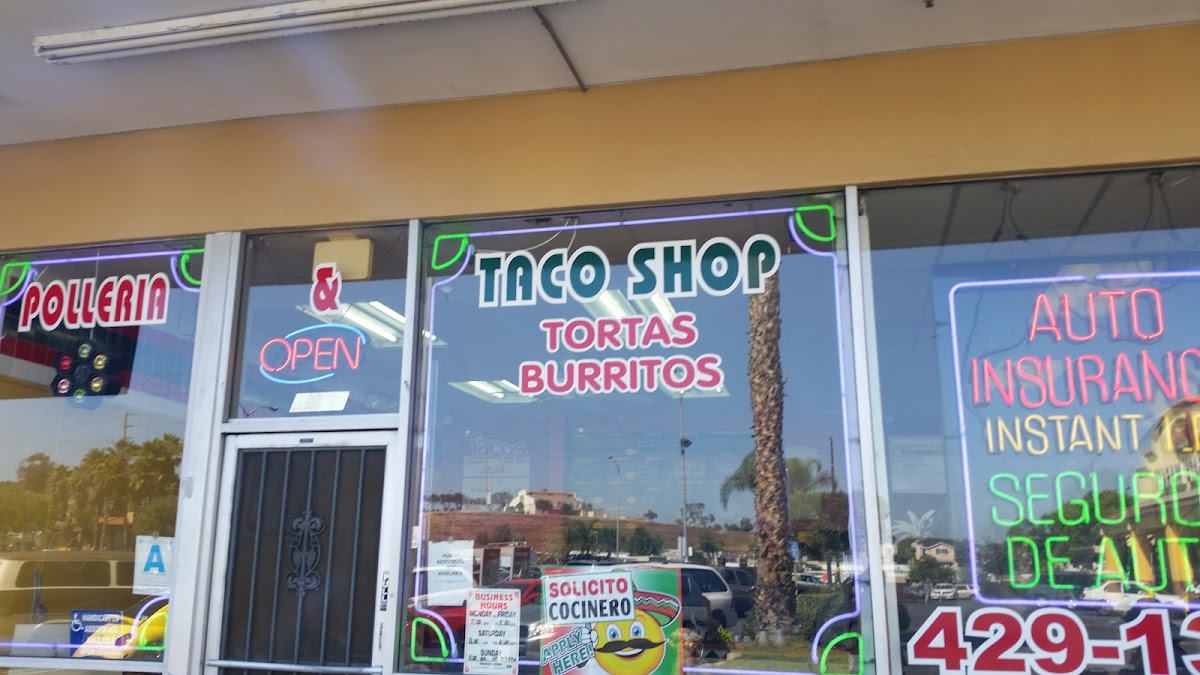 POLLERIA
&
OPEN
TACO SHOP
TORTAS
BURRITOS
A
BUSINESS
HOURS
MONDAY FRIDAY
SATURDAY
SUNDAY
SOLICITO
COCINERO
APPLY
HERE!
AUTO
INSURANC
INSTANT
SEGURO
DE AUT
429-13